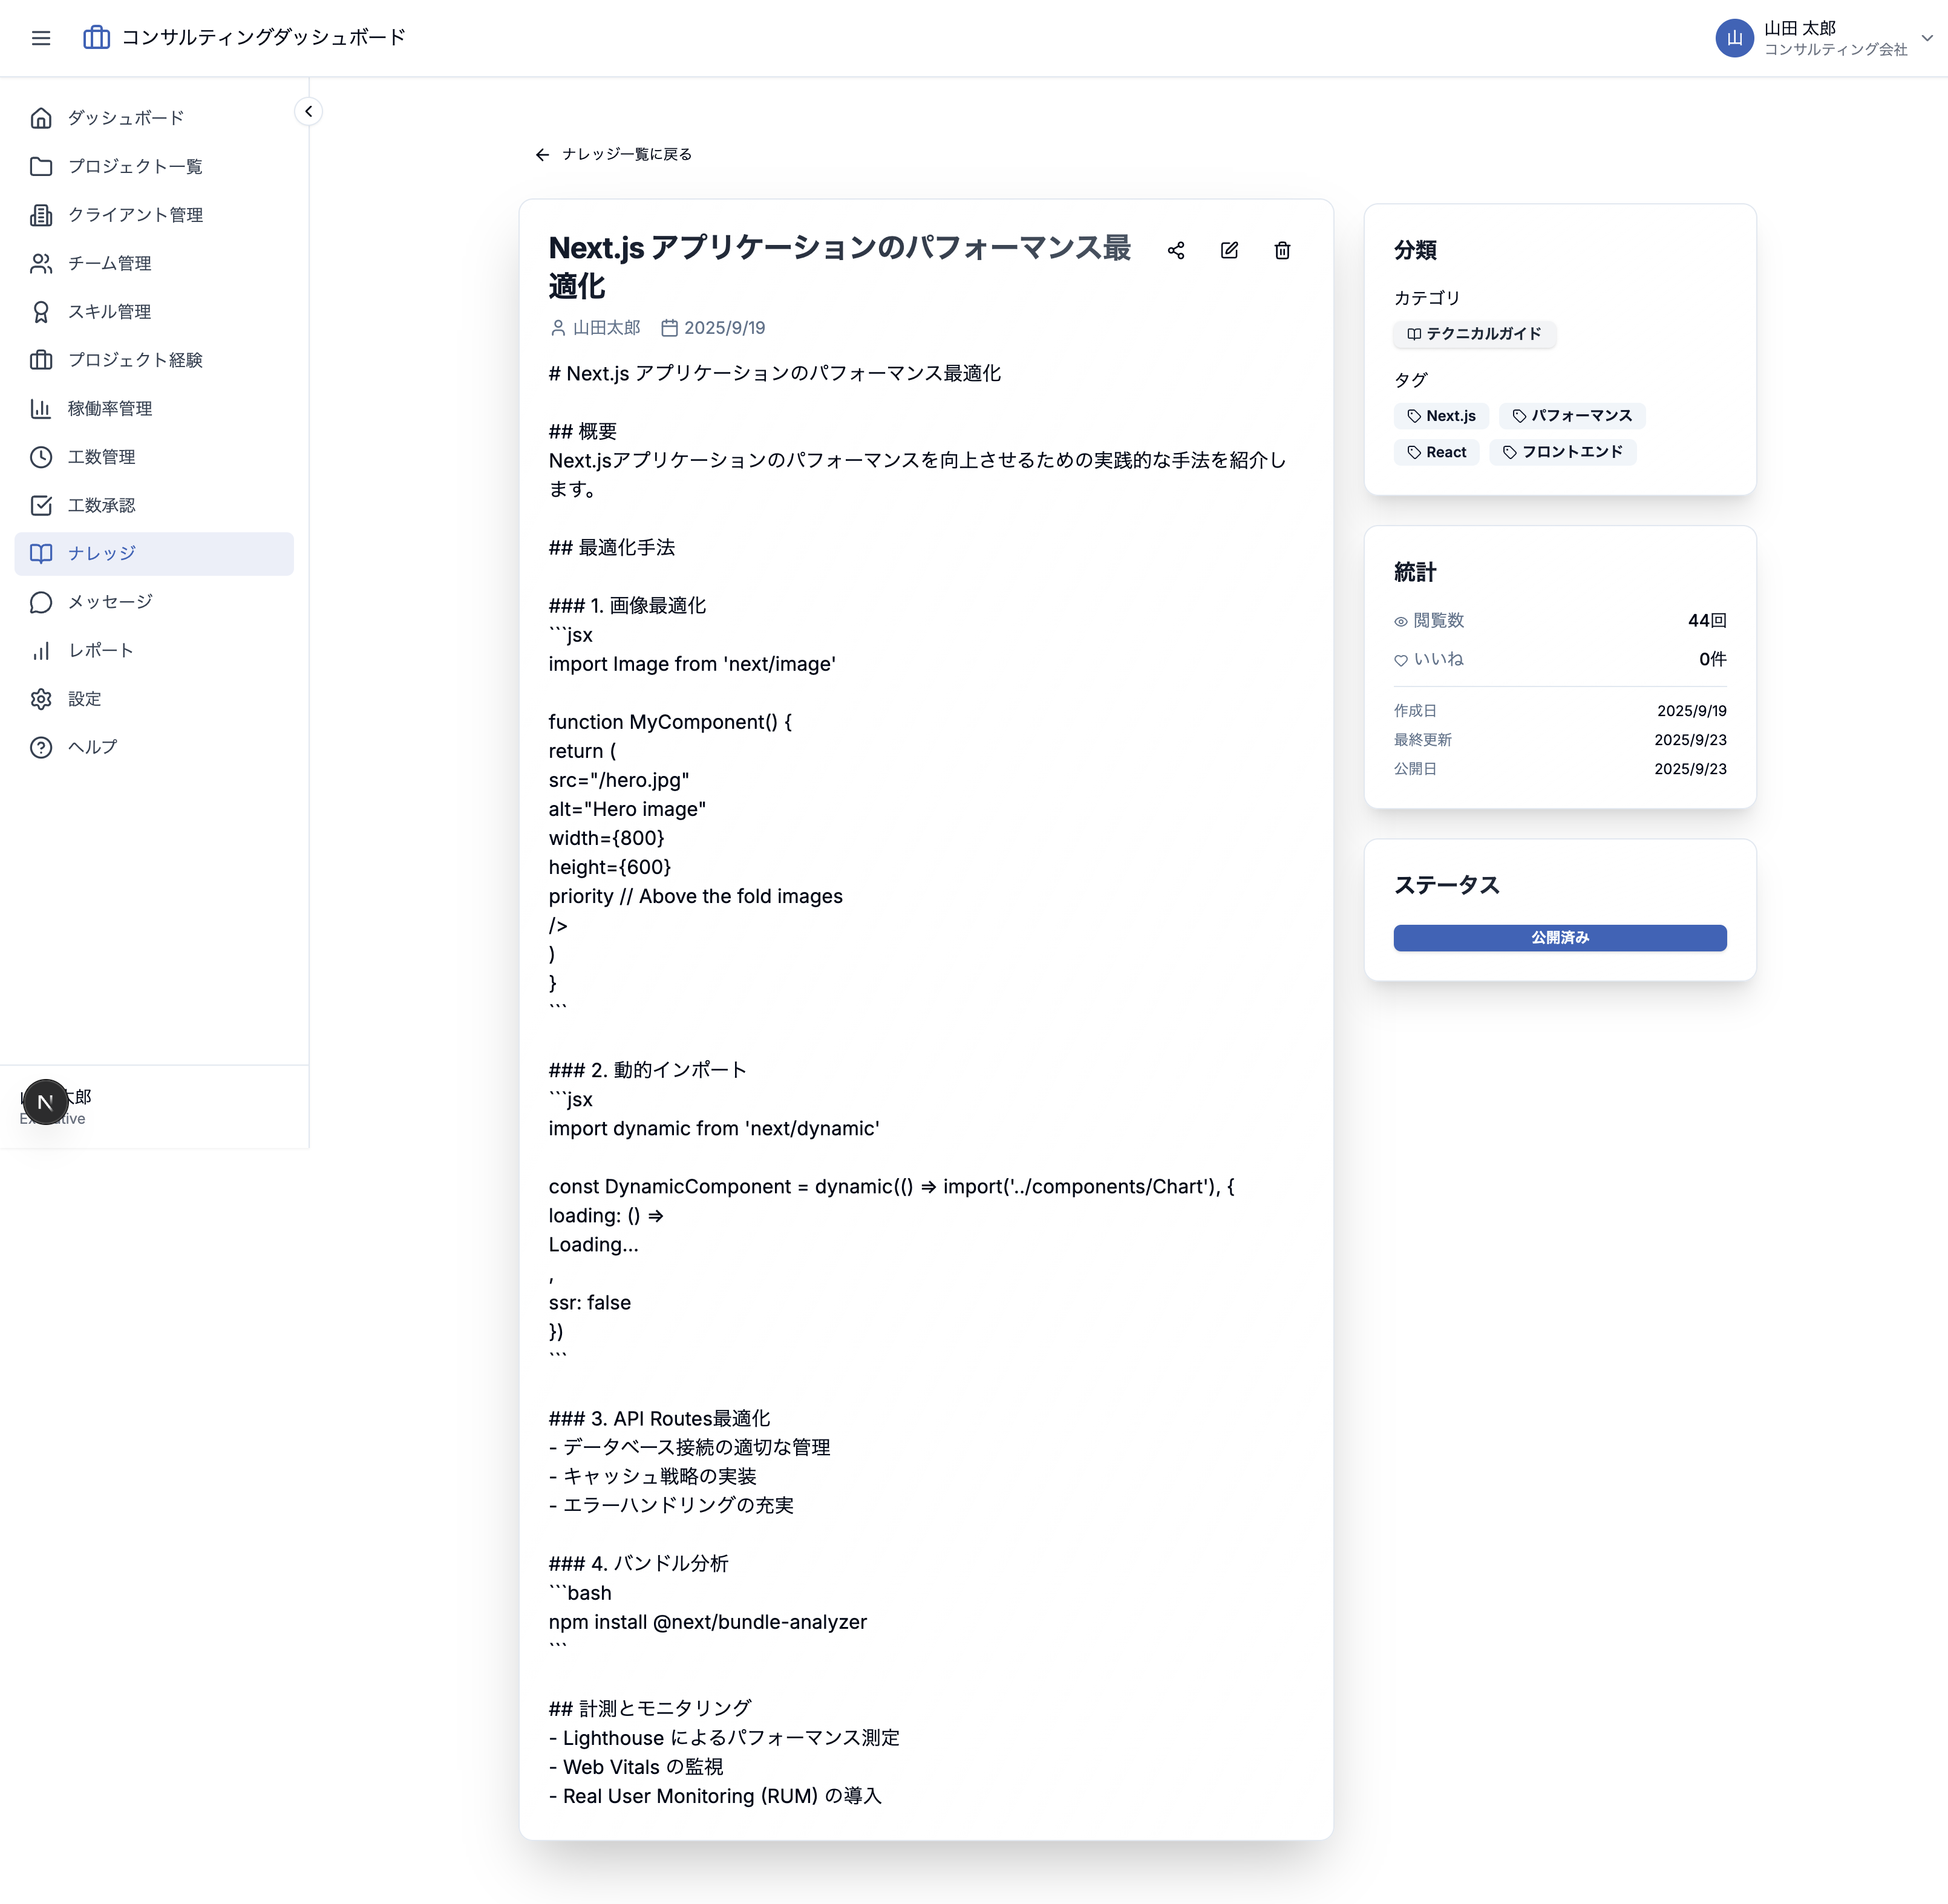 コンサルティングダッシュボード
山
山田 太郎
コンサルティング会社
ダッシュボード
プロジェクト一覧
クライアント管理
チーム管理
スキル管理
プロジェクト経験
稼働率管理
工数管理
工数承認
ナレッジ
メッセージ
レポート
設定
ヘルプ
N
太郎
ナレッジ一覧に戻る
Next.js アプリケーションのパフォーマンス最
適化
山田太郎 2025/9/19
# Next.js アプリケーションのパフォーマンス最適化
## 概要
Next.jsアプリケーションのパフォーマンスを向上させるための実践的な手法を紹介し
ます。
## 最適化手法
### 1. 画像最適化
```jsx
import Image from 'next/image'
function MyComponent() {
return (
src="/hero.jpg"
alt="Hero image"
width={800}
height={600}
priority // Above the fold images
/>
)
}
```
### 2. 動的インポート
```jsx
import dynamic from 'next/dynamic'
const DynamicComponent = dynamic(() => import('../components/Chart'), {
loading: () =>
Loading...
,
ssr: false
})
```
### 3. API Routes最適化
- データベース接続の適切な管理
- キャッシュ戦略の実装
- エラーハンドリングの充実
### 4. バンドル分析
```bash
npm install @next/bundle-analyzer
```
## 計測とモニタリング
- Lighthouse によるパフォーマンス測定
- Web Vitals の監視
- Real User Monitoring (RUM) の導入
分類
カテゴリ
テクニカルガイド
タグ
Next.js パフォーマンス
React フロントエンド
統計
閲覧数 44回
いいね 0件
作成日 2025/9/19
最終更新 2025/9/23
公開日 2025/9/23
ステータス
公開済み